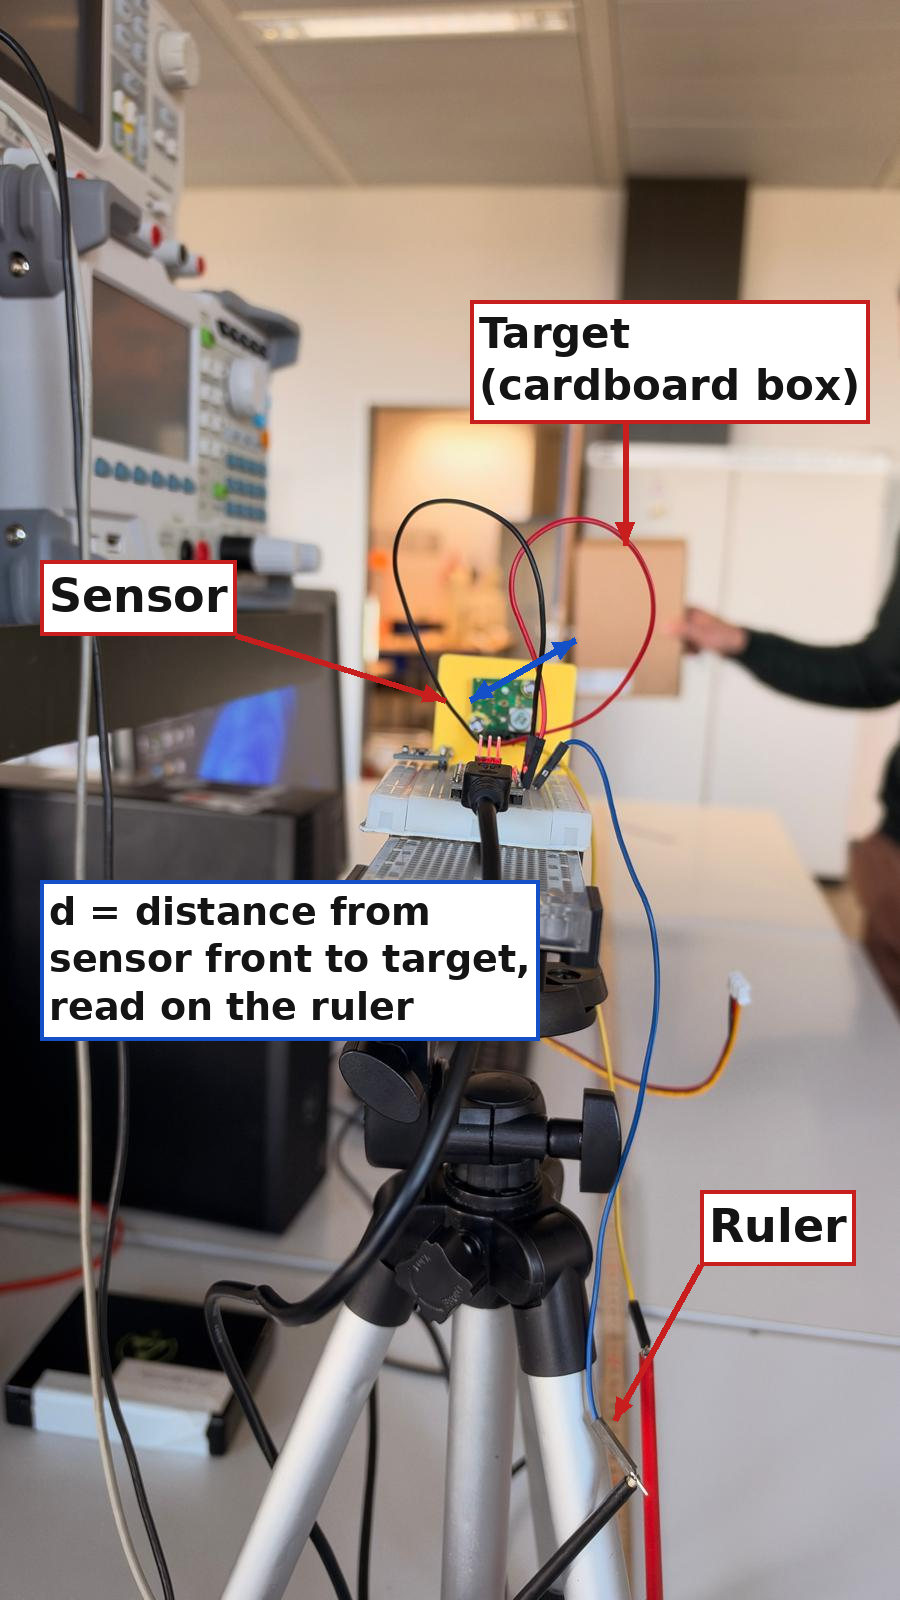 Target
(cardboard box)
Sensor
d = distance from
sensor front to target,
read on the ruler
Ruler